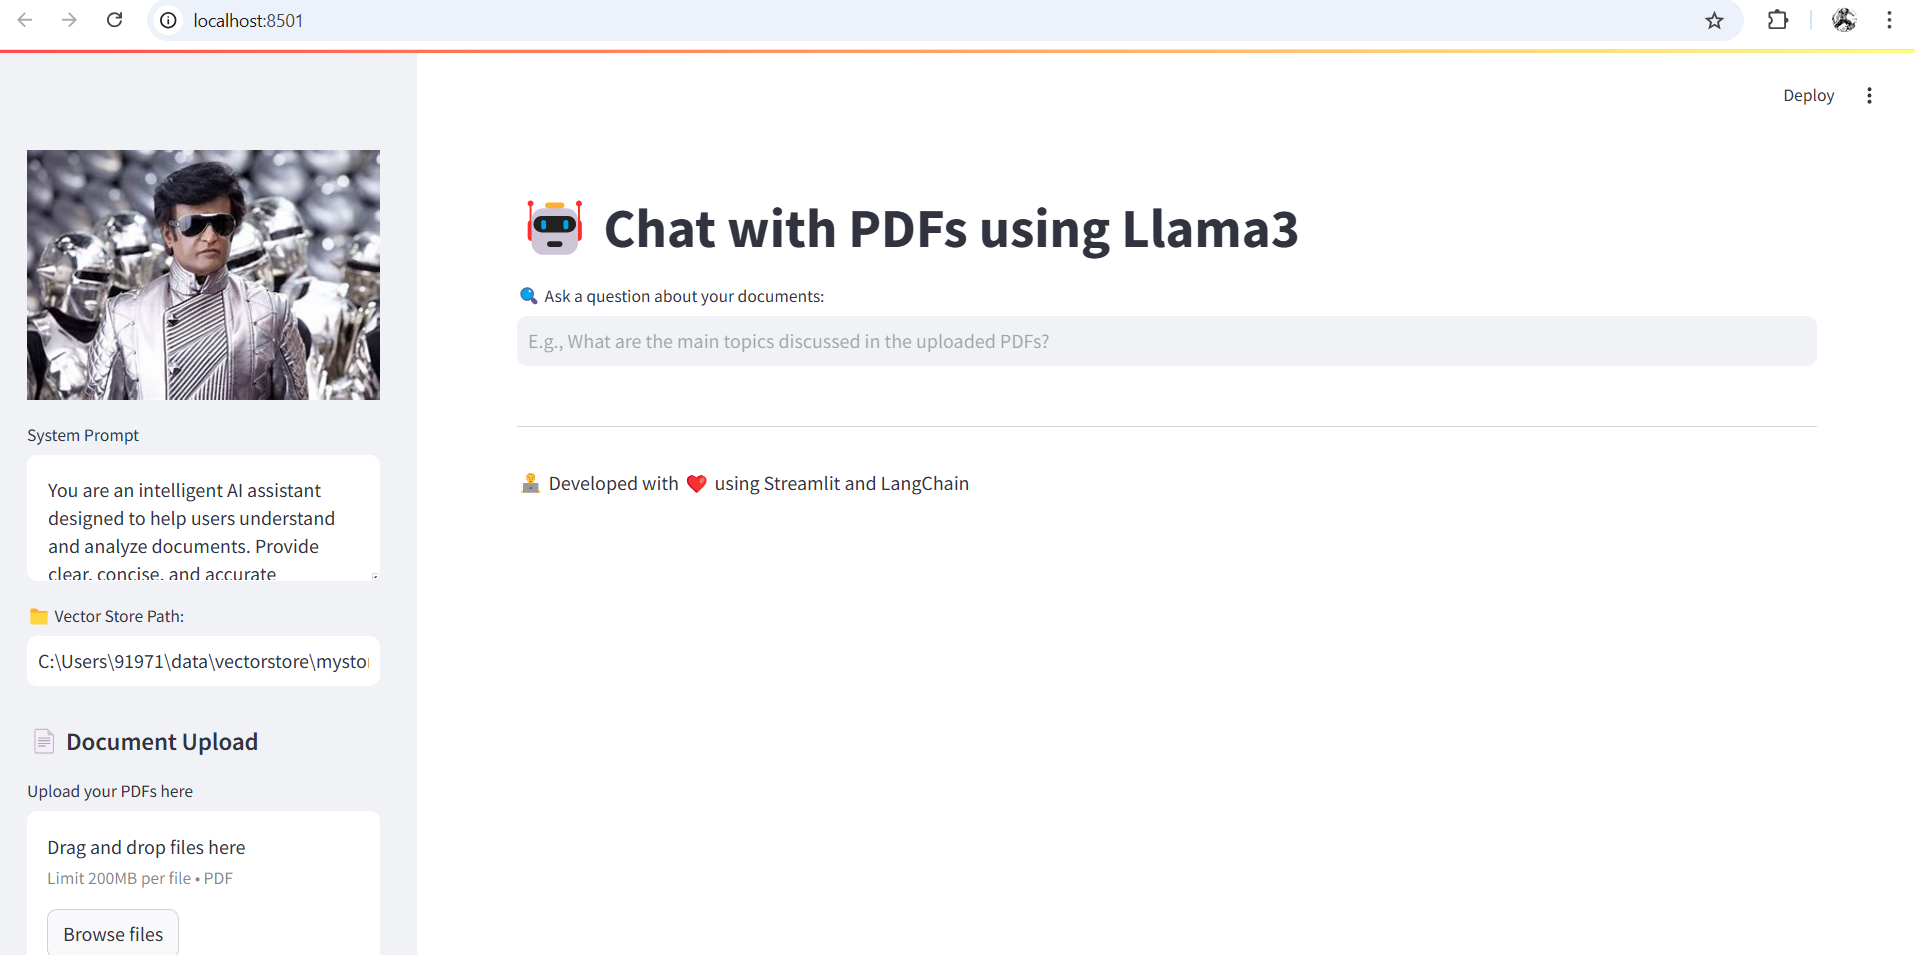 localhost:8501
Deploy
System Prompt
You are an intelligent AI assistant
designed to help users understand
and analyze documents. Provide
clear, concise, and accurate
Vector Store Path:
C:\Users\91971\data\vectorstore\mysto
Document Upload
Upload your PDFs here
Drag and drop files here
Limit 200MB per file • PDF
Browse files
Chat with PDFs using Llama3
Ask a question about your documents:
E.g., What are the main topics discussed in the uploaded PDFs?
Developed with ❤️ using Streamlit and LangChain